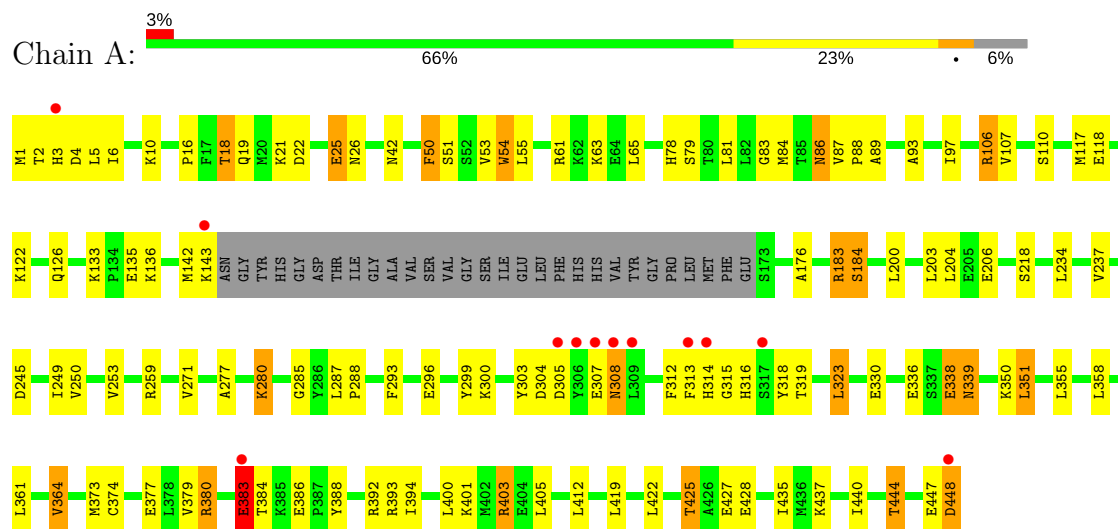 3%
Chain A:
66% 23% • 6%
M1 T2 H3 D4 L5 I6 K10 P16 F17 T18 Q19 M20 K21 D22 E25 N26 N42 F50 S51 S52 V53 W54 L55 R61 K62 K63 E64 L65 H78 S79 T80 L81 L82 G83 M84 T85 N86 V87 P88 A89 A93 I97 R106 V107 S110 M117 E118
K122 Q126 K133 P134 E135 K136 M142 K143 ASN GLY TYR HIS GLY ASP THR ILE GLY ALA VAL SER VAL GLY SER ILE GLU LEU PHE HIS HIS VAL TYR GLY PRO LEU MET PHE GLU S173 A176 R183 S184 L200 L203 L204 E205 E206 S218 L234 V237
D245 I249 V250 V253 R259 V271 A277 K280 G285 Y286 L287 P288 F293 E296 Y299 K300 Y303 D304 D305 Y306 E307 N308 L309 F312 F313 H314 G315 H316 S317 Y318 T319 L323 E330 E336 S337 E338 N339 K350 L351 L355 L358
L361 V364 M373 C374 E377 L378 V379 R380 E383 T384 K385 E386 P387 Y388 R392 R393 I394 L400 K401 M402 R403 E404 L405 L412 L419 L422 T425 A426 E427 E428 I435 M436 K437 I440 T444 E447 D448